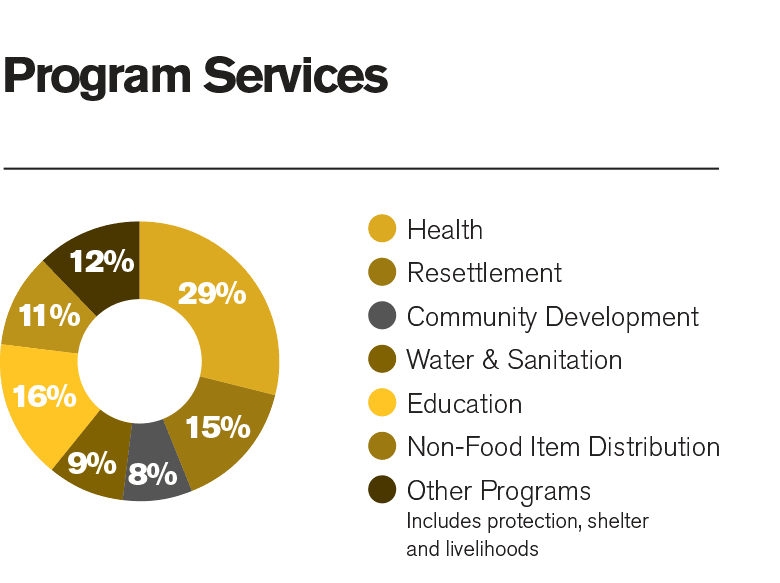 Program Services
12%
29%
11%
16%
15%
9%
8%
Health
Resettlement
Community Development
Water & Sanitation
Education
Non-Food Item Distribution
Other Programs
Includes protection, shelter
and livelihoods